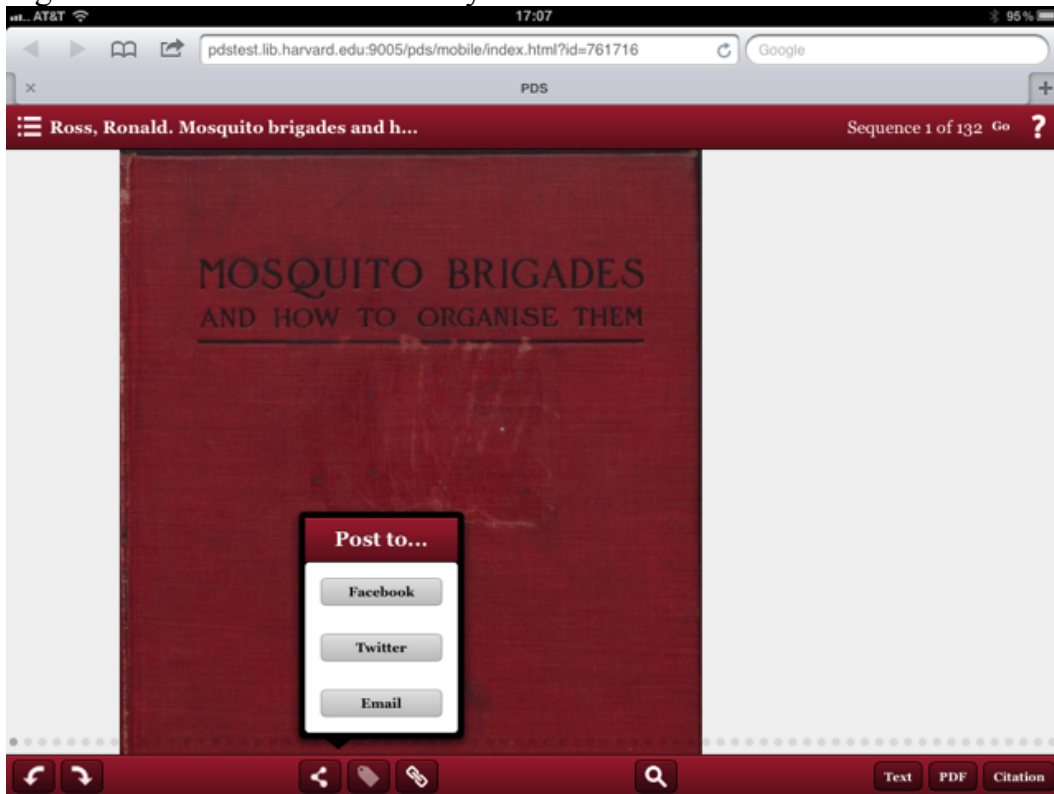 AT&T 17:07 95%
pdstest.lib.harvard.edu:9005/pds/mobile/index.html?id=761716 Google
PDS
Ross, Ronald. Mosquito brigades and h... Sequence 1 of 132 Go ?
MOSQUITO BRIGADES
AND HOW TO ORGANISE THEM
Post to...
Facebook
Twitter
Email
Text PDF Citation